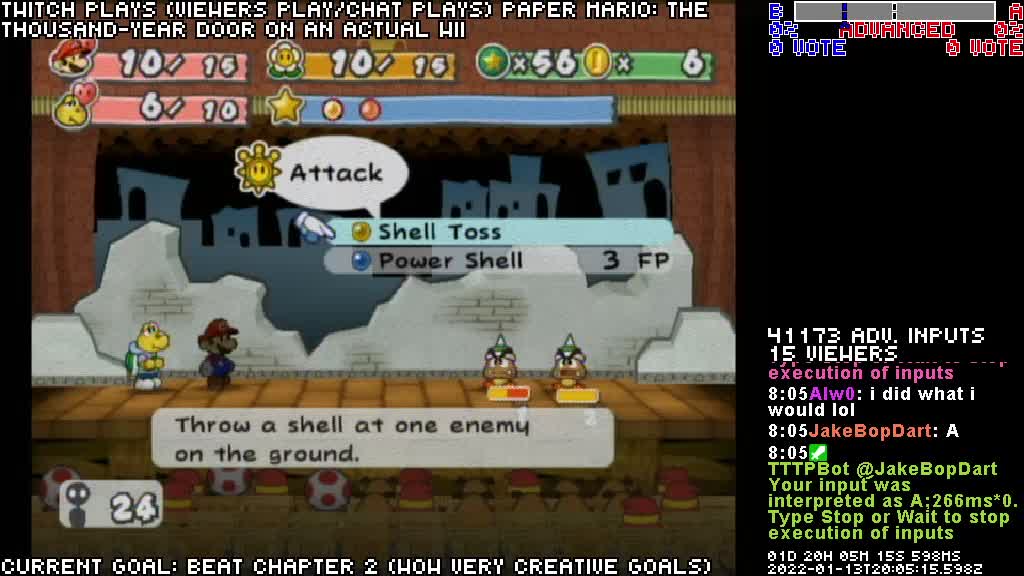 TWITCH PLAYS (VIEWERS PLAY/CHAT PLAYS) PAPER MARIO: THE
THOUSAND-YEAR DOOR ON AN ACTUAL WII
B A
0% ADVANCED 0%
0 VOTE 0 VOTE
10/ 15 10/ 15 ×56 × 6
6/ 10
Attack
Shell Toss
Power Shell 3 FP
1 2
Throw a shell at one enemy
on the ground.
24
41173 ADV. INPUTS
15 VIEWERS
execution of inputs
8:05Alw0: i did what i
would lol
8:05JakeBopDart: A
8:05
TTTPBot @JakeBopDart
Your input was
interpreted as A;266ms*0.
Type Stop or Wait to stop
execution of inputs
01D 20H 05M 15S 598MS
2022-01-13T20:05:15.598Z
CURRENT GOAL: BEAT CHAPTER 2 (WOW VERY CREATIVE GOALS)